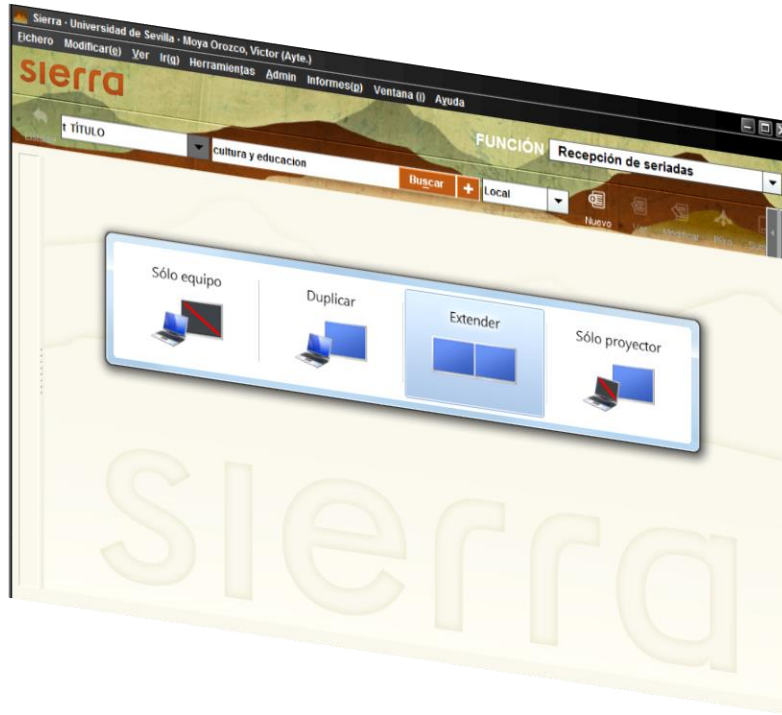 Sierra · Universidad de Sevilla · Moya Orozco, Victor (Ayte.)
Fichero Modificar(e) Ver Ir(q) Herramientas Admin Informes(p) Ventana (i) Ayuda
sierra
FUNCIÓN Recepción de seriadas
t TÍTULO cultura y educacion Buscar + Local
Nuevo Modificar
Sólo equipo Duplicar Extender Sólo proyector
sierra